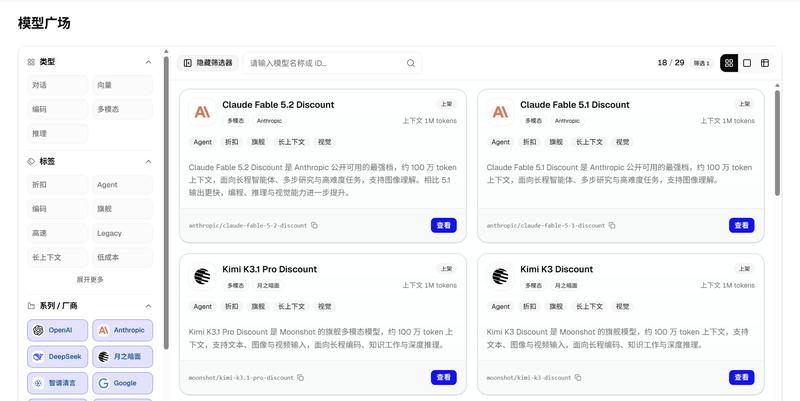 模型广场
类型
对话
向量
编码
多模态
推理
标签
折扣
Agent
编码
旗舰
高速
Legacy
长上下文
低成本
展开更多
系列 / 厂商
OpenAI
Anthropic
DeepSeek
月之暗面
智谱清言
Google
隐藏筛选器
请输入模型名称或 ID...
18 / 29
筛选 1
Claude Fable 5.2 Discount
上架
多模态 Anthropic
上下文 1M tokens
Agent 折扣 旗舰 长上下文 视觉
Claude Fable 5.2 Discount 是 Anthropic 公开可用的最强档，约 100 万 token
上下文，面向长程智能体、多步研究与高难度任务，支持图像理解。相比 5.1
输出更快，编程、推理与视觉能力进一步提升。
anthropic/claude-fable-5-2-discount
查看
Claude Fable 5.1 Discount
上架
多模态 Anthropic
上下文 1M tokens
Agent 折扣 旗舰 长上下文 视觉
Claude Fable 5.1 Discount 是 Anthropic 公开可用的最强档，约 100 万 token
上下文，面向长程智能体、多步研究与高难度任务，支持图像理解。
anthropic/claude-fable-5-1-discount
查看
Kimi K3.1 Pro Discount
上架
多模态 月之暗面
上下文 1M tokens
Agent 折扣 旗舰 长上下文 视觉
Kimi K3.1 Pro Discount 是 Moonshot 的旗舰多模态模型，约 100 万 token 上
下文，支持文本、图像与视频输入，面向长程编码、知识工作与深度推理。
moonshot/kimi-k3.1-pro-discount
查看
Kimi K3 Discount
上架
多模态 月之暗面
上下文 1M tokens
Agent 折扣 旗舰 长上下文 视觉
Kimi K3 Discount 是 Moonshot 的旗舰模型，约 100 万 token 上下文，支持
文本、图像与视频输入，面向长程编码、知识工作与深度推理。
moonshot/kimi-k3-discount
查看